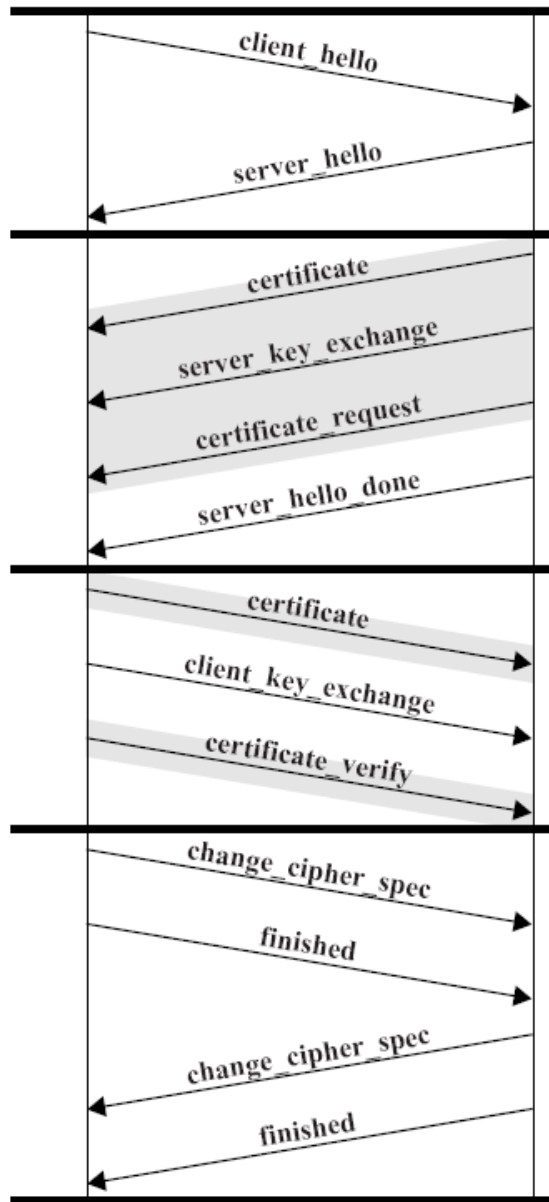 client_hello
server_hello
certificate
server_key_exchange
certificate_request
server_hello_done
certificate
client_key_exchange
certificate_verify
change_cipher_spec
finished
change_cipher_spec
finished